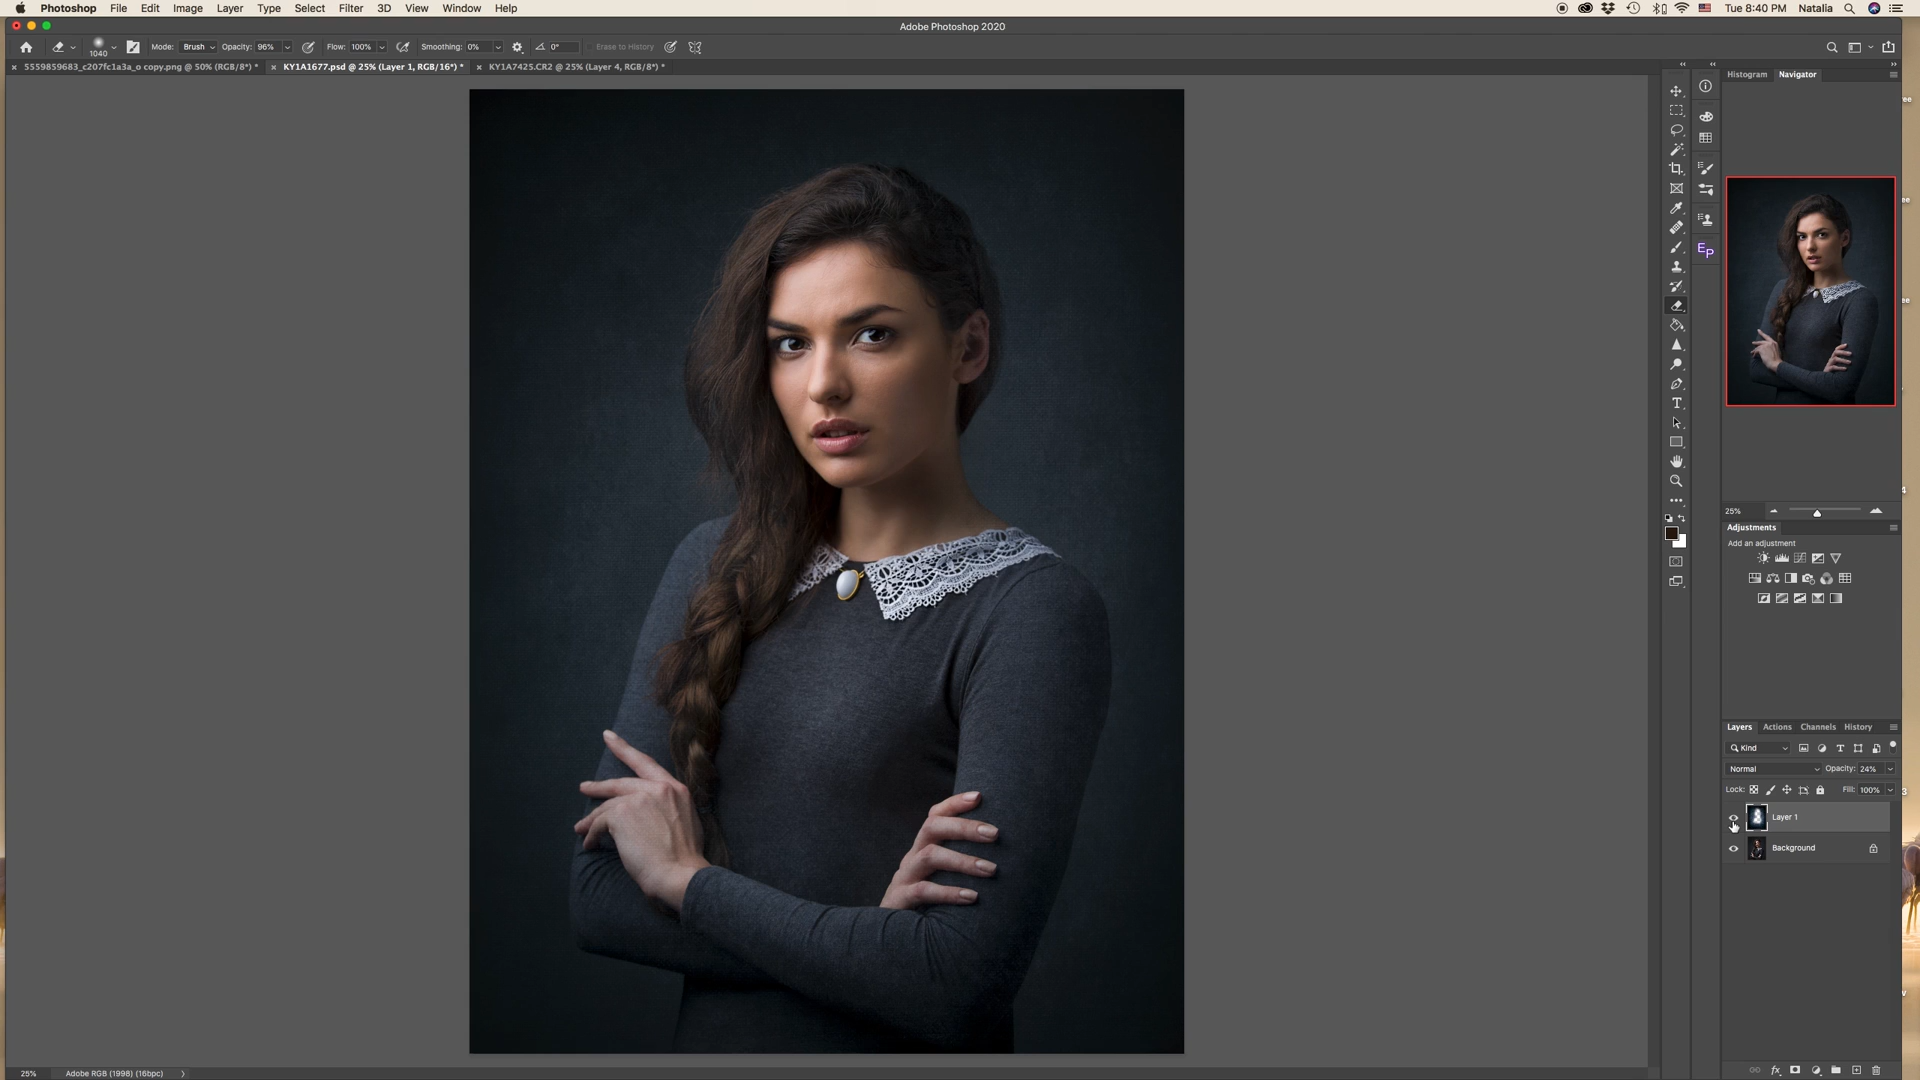 Photoshop File Edit Image Layer Type Select Filter 3D View Window Help Tue 8:40 PM Natalia
Adobe Photoshop 2020
1040 Mode: Brush Opacity: 96% Flow: 100% Smoothing: 0% 0° Erase to History
× 5559859683_c207fc1a3a_o copy.png @ 50% (RGB/8*) * × KY1A1677.psd @ 25% (Layer 1, RGB/16*) * × KY1A7425.CR2 @ 25% (Layer 4, RGB/8*) *
Histogram Navigator
ree
EP
25%
Adjustments
Add an adjustment
Layers Actions Channels History
Kind
Normal Opacity: 24%
Lock: Fill: 100%
Layer 1
Background
fx
25% Adobe RGB (1998) (16bpc)